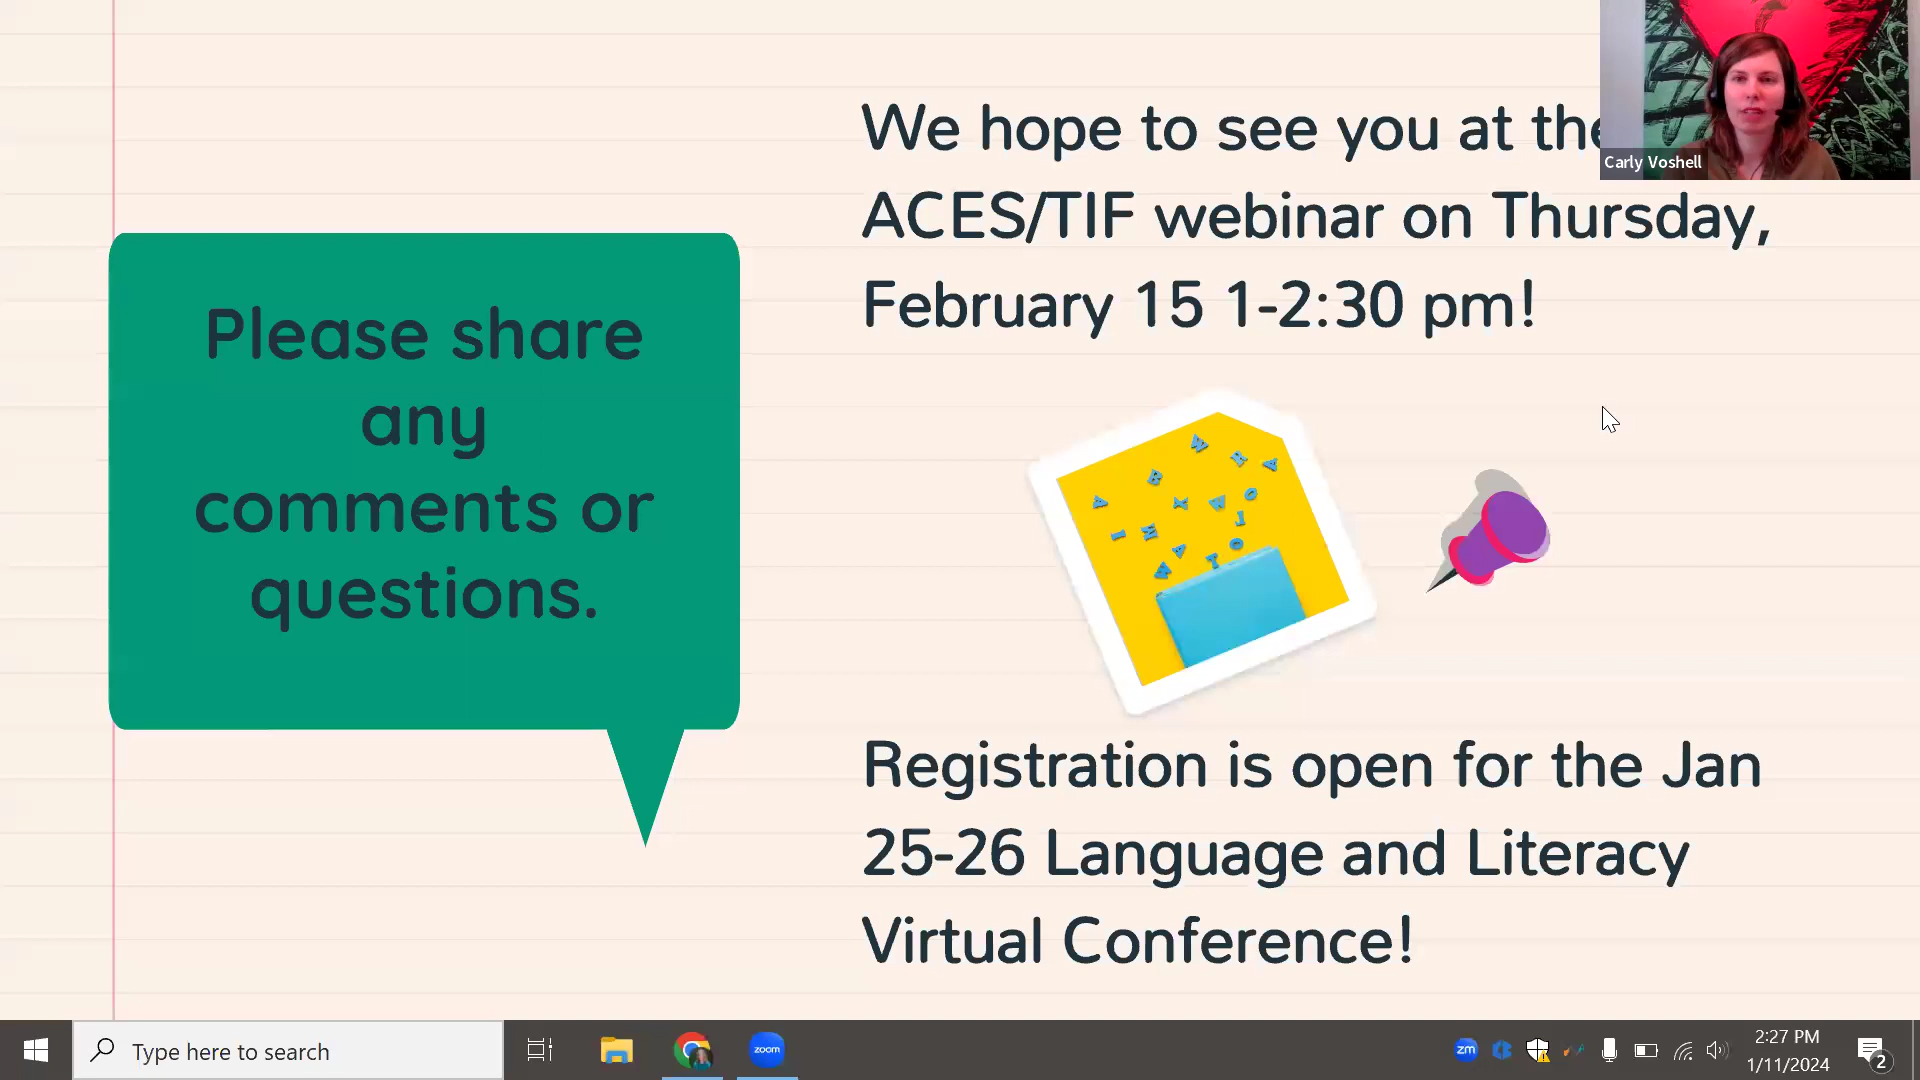 We hope to see you at the
Carly Voshell
ACES/TIF webinar on Thursday,
February 15 1-2:30 pm!
Please share
any
comments or
questions.
Registration is open for the Jan
25-26 Language and Literacy
Virtual Conference!
Type here to search
zoom
zm
2:27 PM
1/11/2024
2